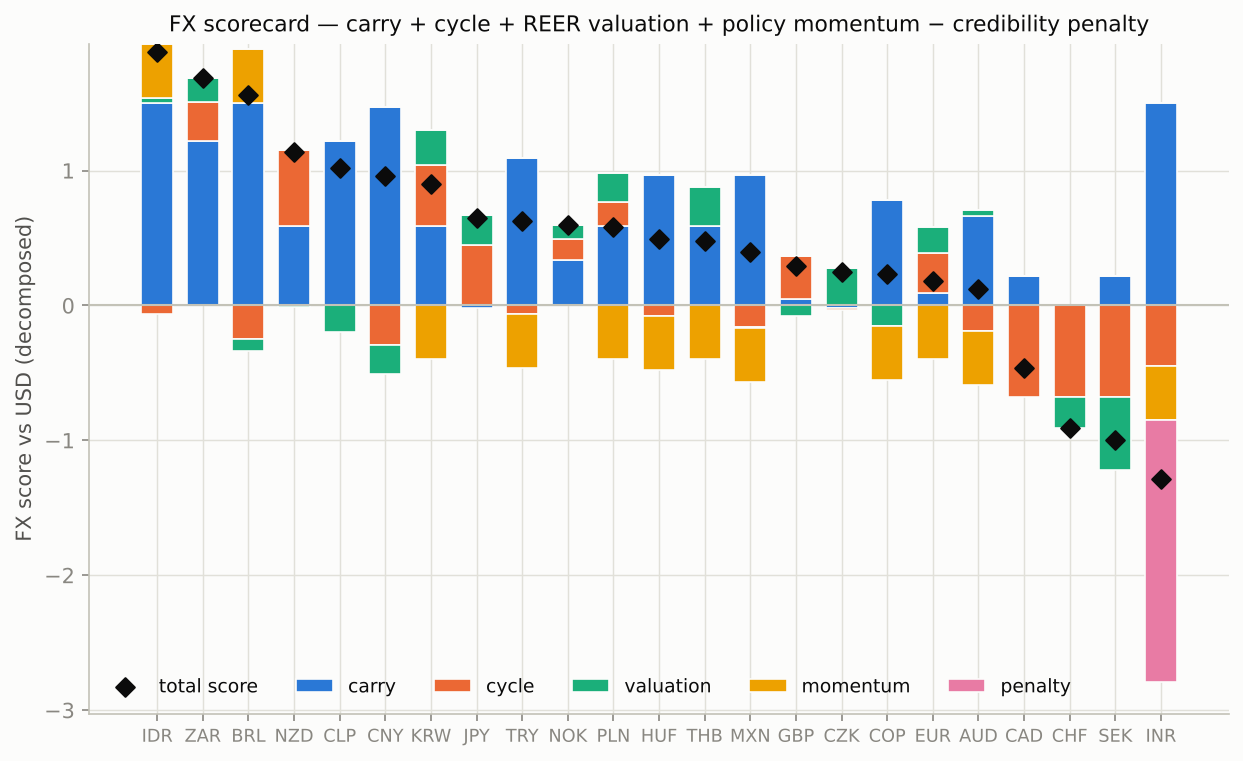 FX scorecard — carry + cycle + REER valuation + policy momentum − credibility penalty
FX score vs USD (decomposed)
1
0
−1
−2
−3
total score carry cycle valuation momentum penalty
IDR ZAR BRL NZD CLP CNY KRW JPY TRY NOK PLN HUF THB MXN GBP CZK COP EUR AUD CAD CHF SEK INR